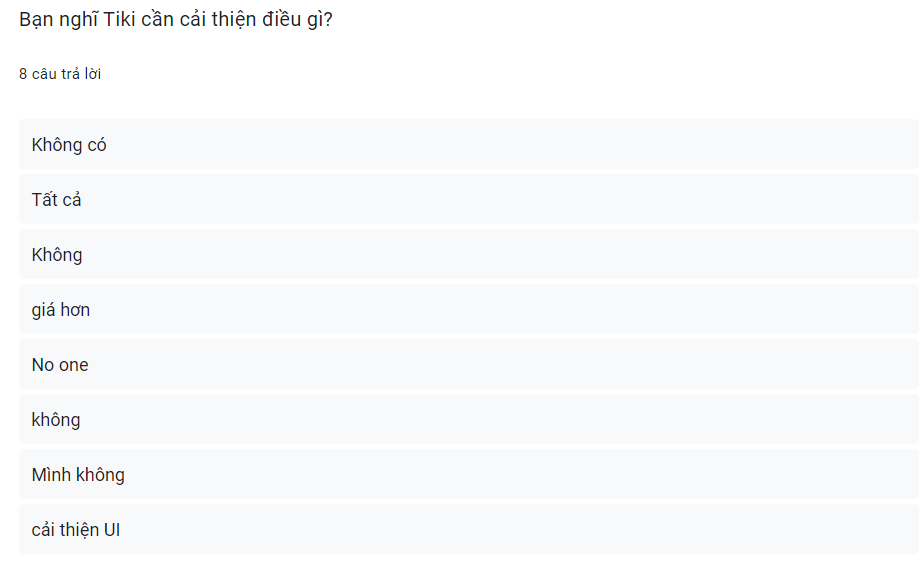 Bạn nghĩ Tiki cần cải thiện điều gì?
8 câu trả lời
Không có
Tất cả
Không
giá hơn
No one
không
Mình không
cải thiện UI